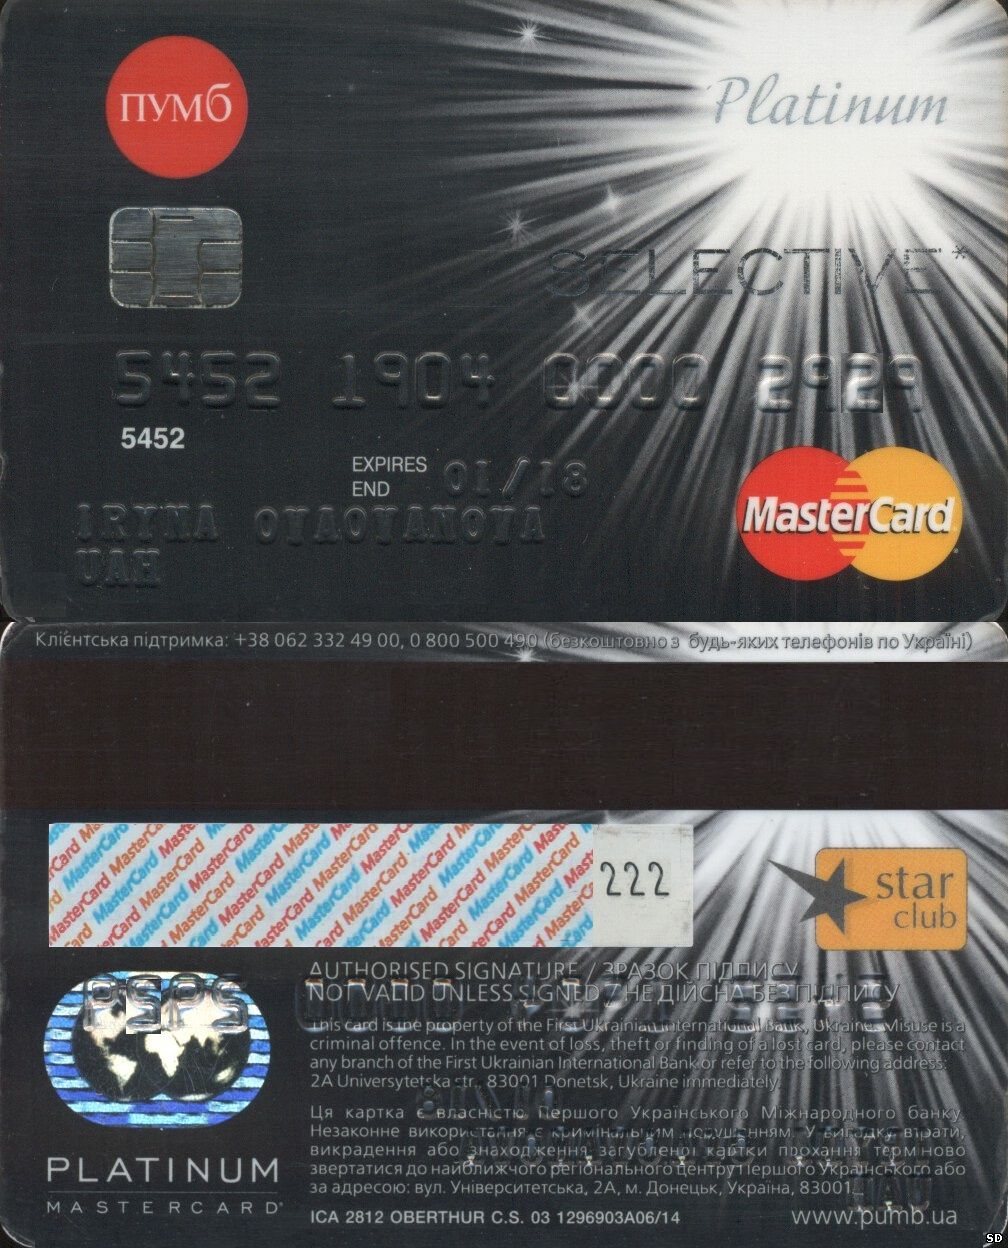 ПУМБ
Platinum
SELECTIVE*
5452 1904 0000 2929
5452
EXPIRES
END 01/18
IRYNA OVAOVANOVA
UAH
MasterCard
Клієнтська підтримка: +38 062 332 49 00, 0 800 500 490 (безкоштовно з будь-яких телефонів по Україні)
MasterCard
222
star
club
AUTHORISED SIGNATURE / ЗРАЗОК ПІДПИСУ
NOT VALID UNLESS SIGNED / НЕ ДІЙСНА БЕЗ ПІДПИСУ
This card is the property of the First Ukrainian International Bank, Ukraine. Misuse is a
criminal offence. In the event of loss, theft or finding of a lost card, please contact
any branch of the First Ukrainian International Bank or refer to the following address:
2A Universytetska str., 83001 Donetsk, Ukraine immediately.
Ця картка є власністю Першого Українського Міжнародного банку.
Незаконне використання є кримінальним порушенням. У випадку втрати,
викрадення або знаходження загубленої картки прохання терміново
звертатися до найближчого регіонального центру Першого Українського або
за адресою: вул. Університетська, 2А, м. Донецьк, Україна, 83001.
PLATINUM
MASTERCARD
ICA 2812 OBERTHUR C.S. 03 1296903A06/14
www.pumb.ua
SD